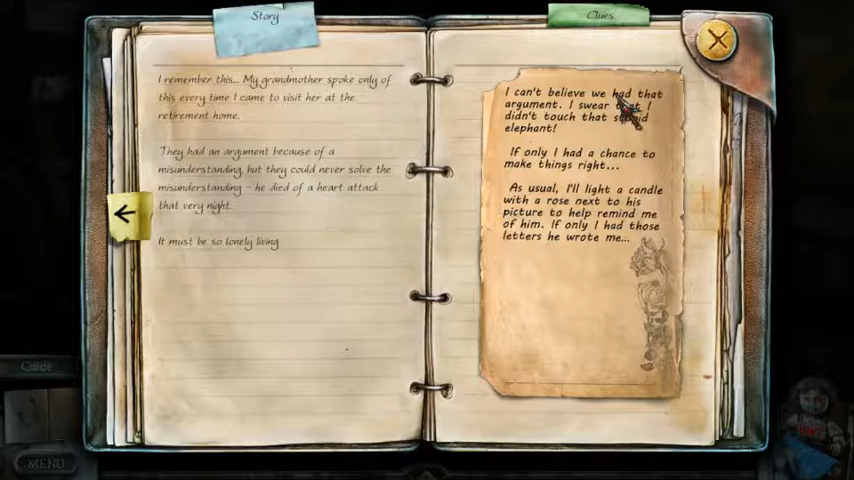 Story
Clues
I remember this... My grandmother spoke only of
this every time I came to visit her at the
retirement home.
They had an argument because of a
misunderstanding, but they could never solve the
misunderstanding - he died of a heart attack
that very night.
It must be so lonely living
I can't believe we had that
argument. I swear that I
didn't touch that stupid
elephant!
If only I had a chance to
make things right...
As usual, I'll light a candle
with a rose next to his
picture to help remind me
of him. If only I had those
letters he wrote me...
Guide
MENU